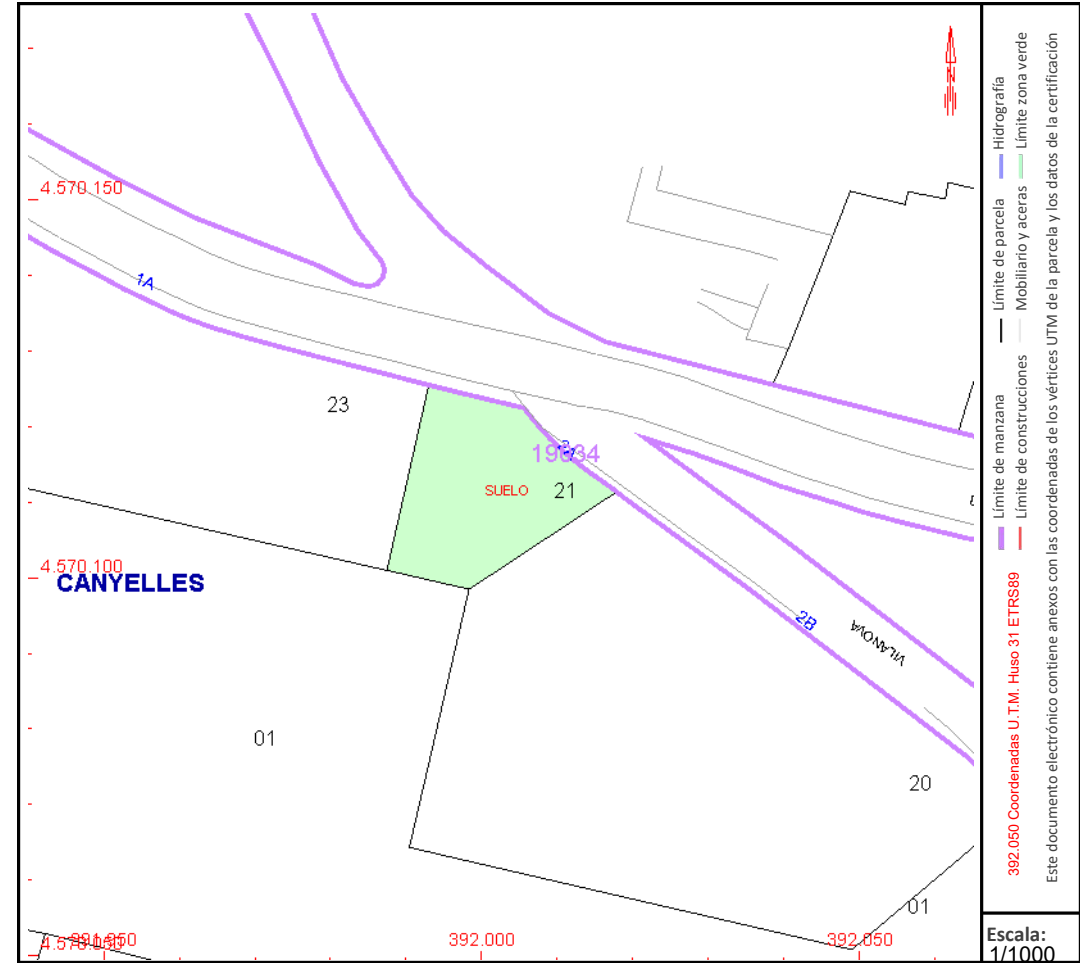 4.570.150
1A
23
19634
SUELO
21
4.570.100
CANYELLES
2B
VILANOVA
01
20
01
392.000
392.050
Límite de manzana
Límite de parcela
Hidrografía
Límite de construcciones
Mobiliario y aceras
Límite zona verde
392.050 Coordenadas U.T.M. Huso 31 ETRS89
Este documento electrónico contiene anexos con las coordenadas de los vértices UTM de la parcela y los datos de la certificación
N
Escala:
1/1000